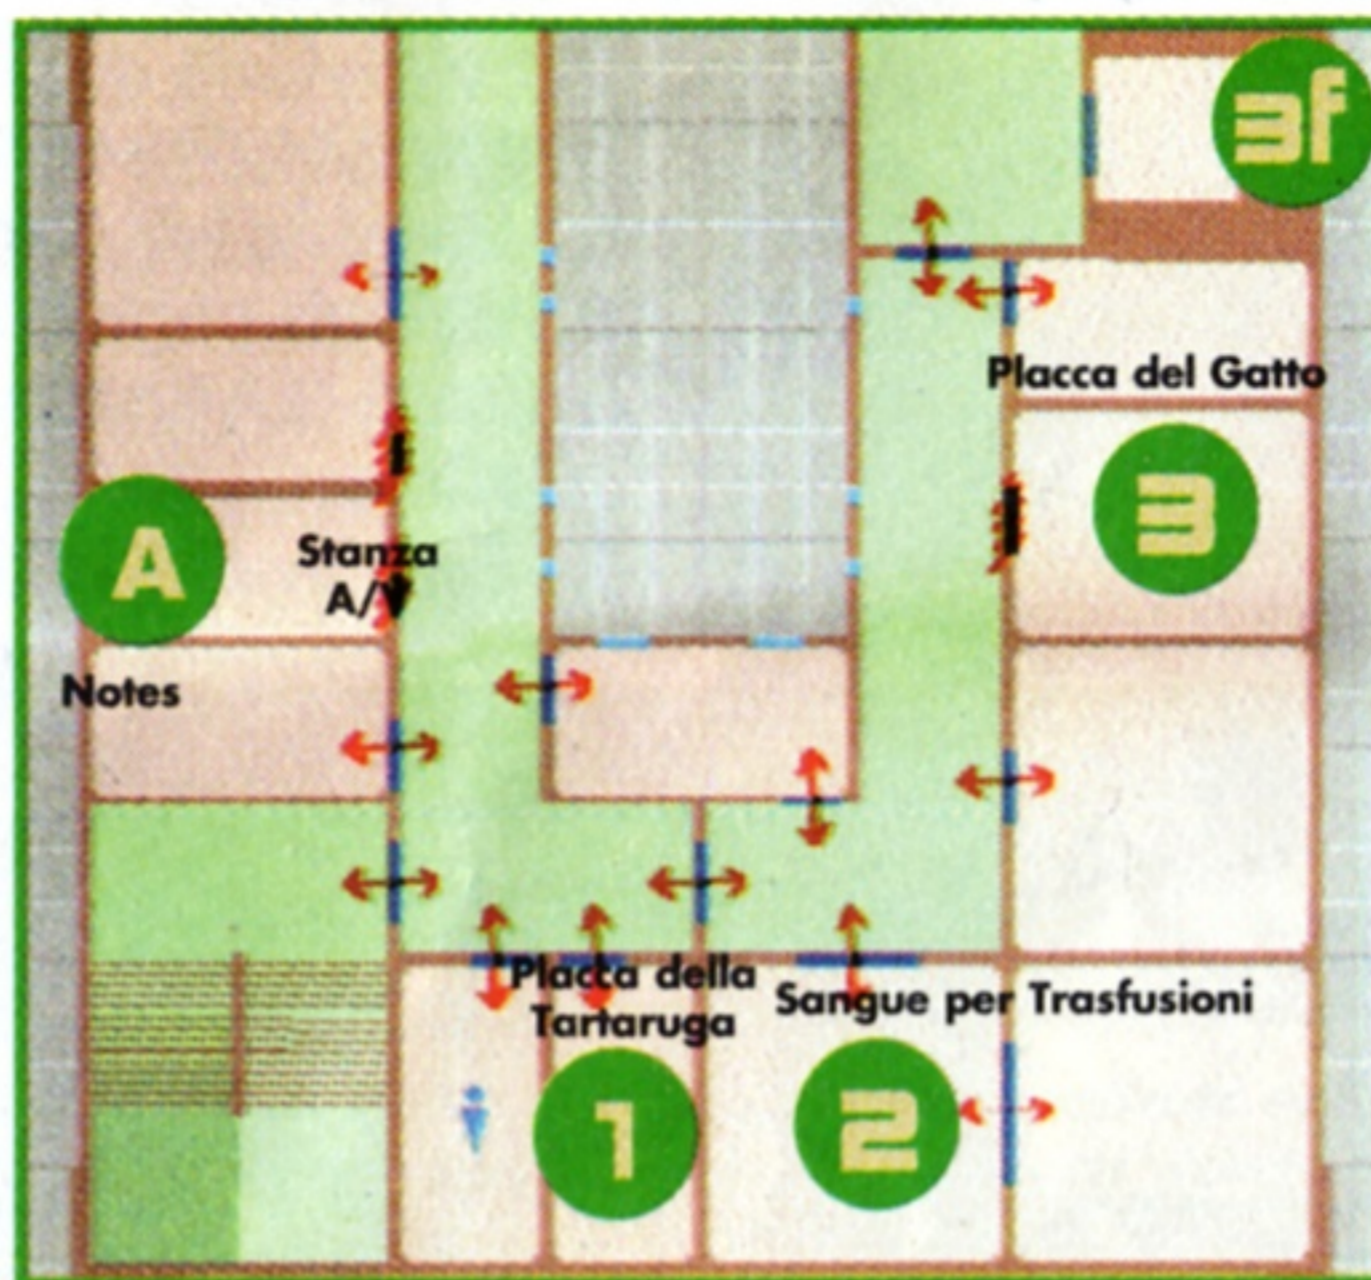 3f
Placca del Gatto
3
A
Stanza
A/V
Notes
Placca della
Tartaruga
Sangue per Trasfusioni
1
2